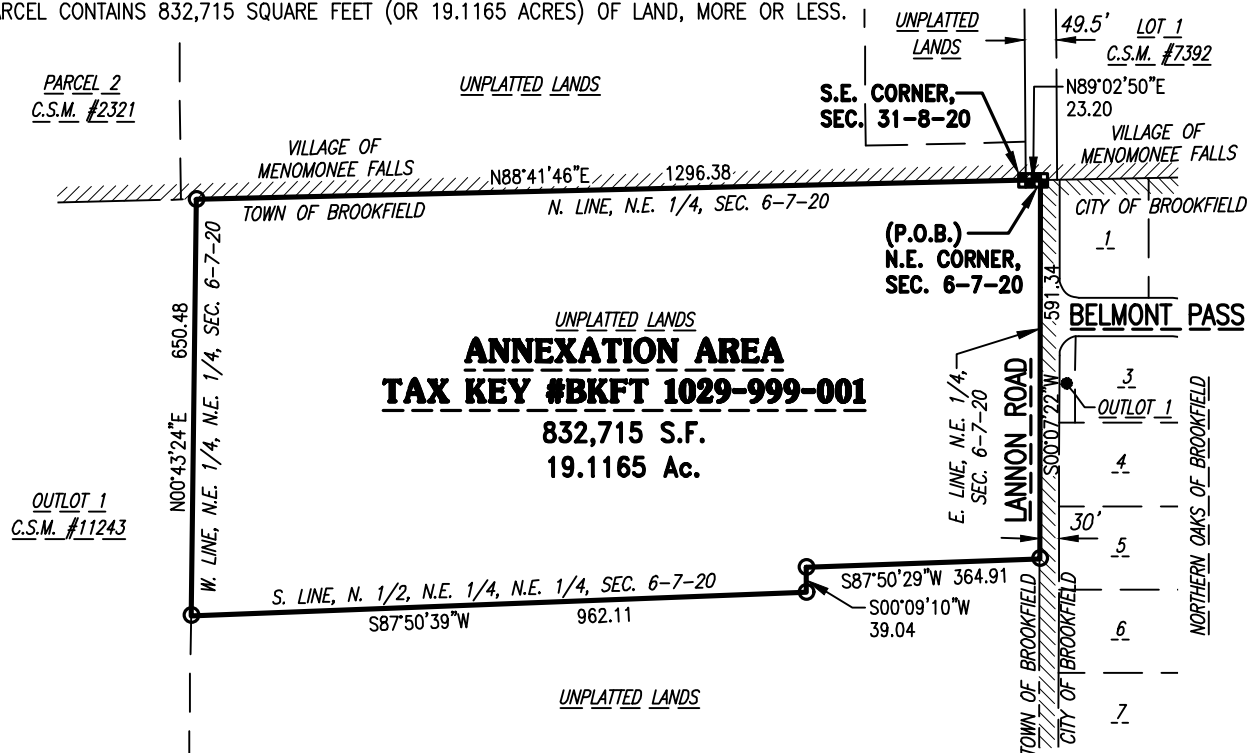 ARCEL CONTAINS 832,715 SQUARE FEET (OR 19.1165 ACRES) OF LAND, MORE OR LESS.
UNPLATTED
LANDS
49.5'
LOT 1
C.S.M. #7392
PARCEL 2
C.S.M. #2321
UNPLATTED LANDS
S.E. CORNER,
SEC. 31-8-20
N89°02'50"E
23.20
VILLAGE OF
MENOMONEE FALLS
VILLAGE OF
MENOMONEE FALLS
N88°41'46"E 1296.38
TOWN OF BROOKFIELD
N. LINE, N.E. 1/4, SEC. 6-7-20
CITY OF BROOKFIELD
(P.O.B.)
N.E. CORNER,
SEC. 6-7-20
1
591.34
S00°07'22"W
BELMONT PASS
650.48
N00°43'24"E
W. LINE, N.E. 1/4, N.E. 1/4, SEC. 6-7-20
UNPLATTED LANDS
ANNEXATION AREA
TAX KEY #BKFT 1029-999-001
832,715 S.F.
19.1165 Ac.
E. LINE, N.E. 1/4,
SEC. 6-7-20
LANNON ROAD
3
OUTLOT 1
4
NORTHERN OAKS OF BROOKFIELD
OUTLOT 1
C.S.M. #11243
30'
5
S. LINE, N. 1/2, N.E. 1/4, N.E. 1/4, SEC. 6-7-20
S87°50'39"W 962.11
S87°50'29"W 364.91
S00°09'10"W
39.04
TOWN OF BROOKFIELD
CITY OF BROOKFIELD
6
UNPLATTED LANDS
7